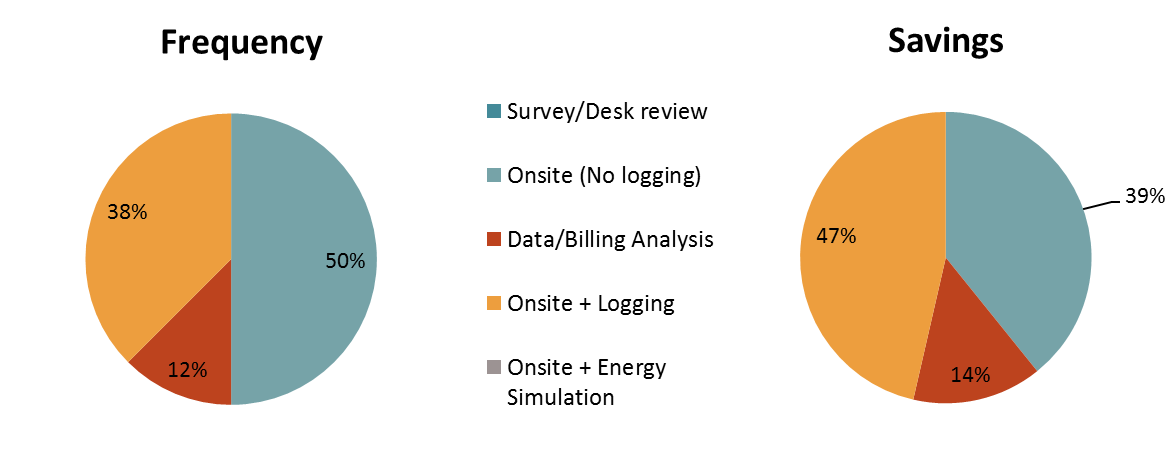 Frequency
38%
50%
12%
Survey/Desk review
Onsite (No logging)
Data/Billing Analysis
Onsite + Logging
Onsite + Energy
Simulation
Savings
39%
47%
14%